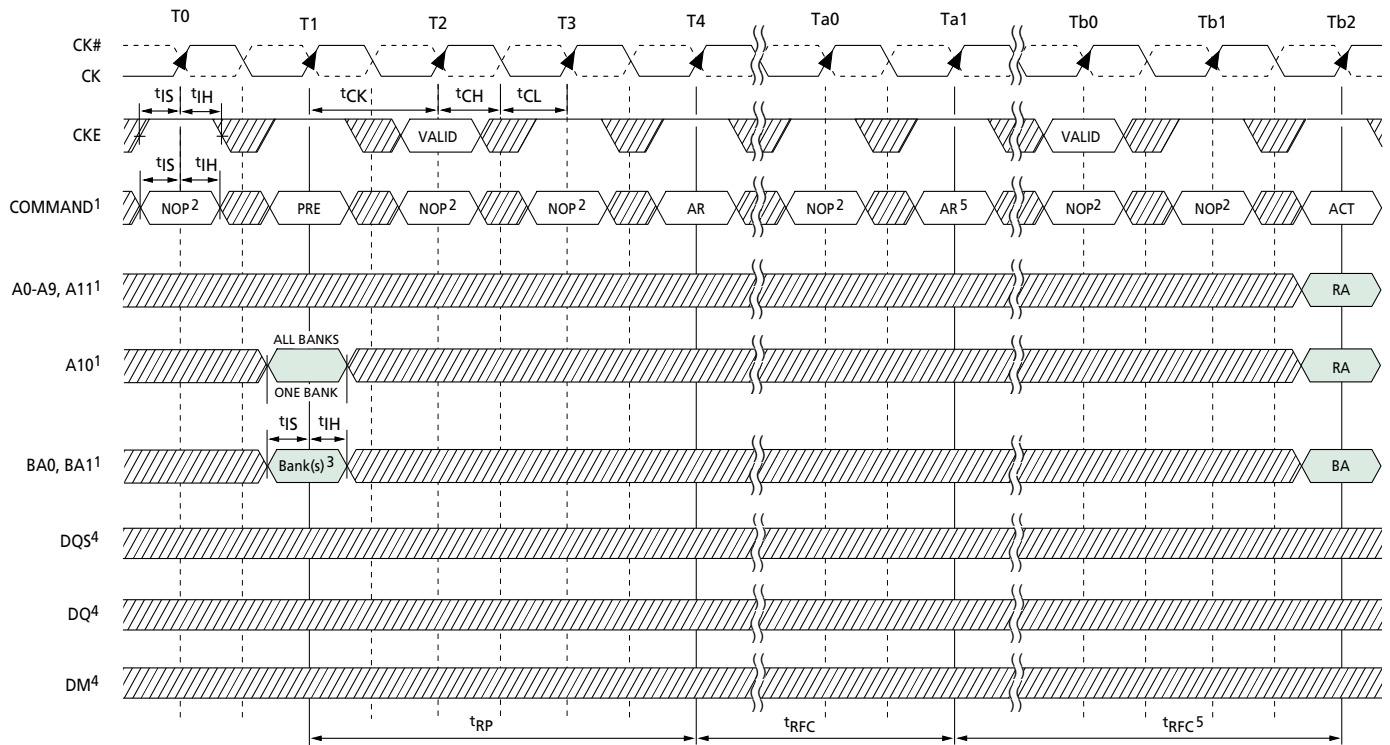 T0 T1 T2 T3 T4 Ta0 Ta1 Tb0 Tb1 Tb2
CK#
CK
tIS tIH tCK tCH tCL
CKE VALID VALID
tIS tIH
COMMAND1 NOP2 PRE NOP2 NOP2 AR NOP2 AR5 NOP2 NOP2 ACT
A0-A9, A111 RA
ALL BANKS
A101 RA
ONE BANK
tIS tIH
BA0, BA11 Bank(s)3 BA
DQS4
DQ4
DM4
tRP tRFC tRFC5